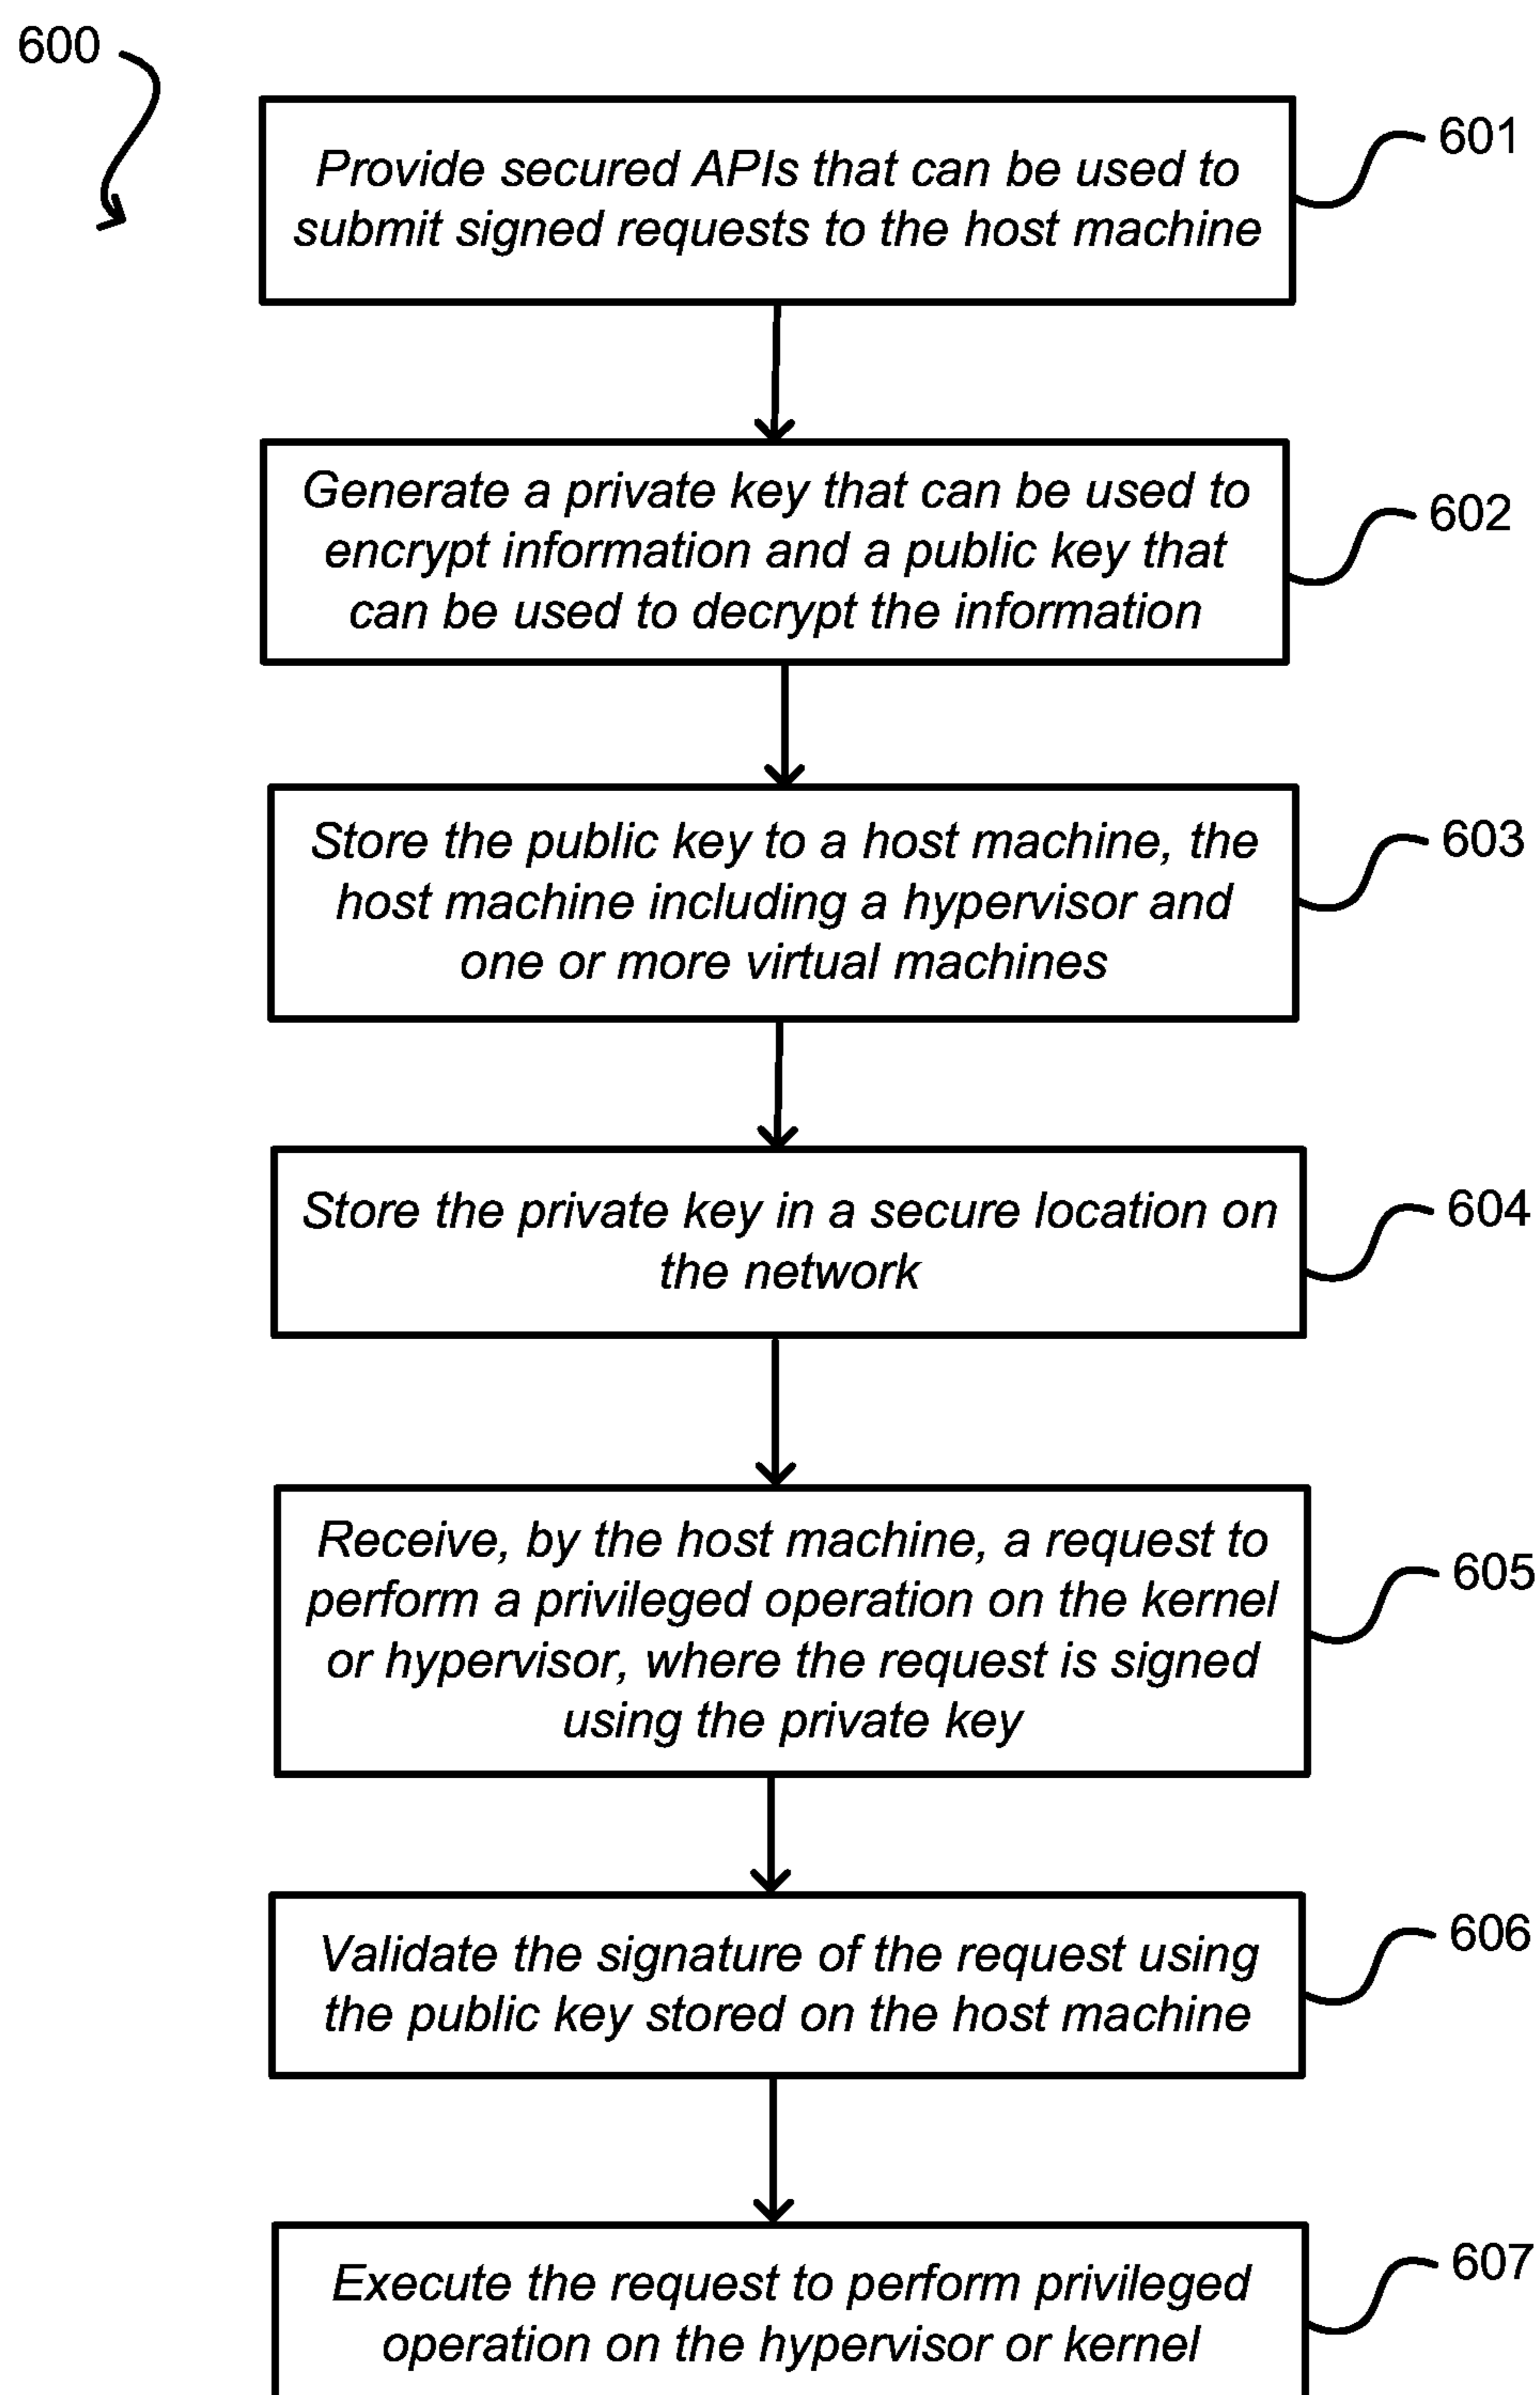 600
Provide secured APIs that can be used to
submit signed requests to the host machine
601
Generate a private key that can be used to
encrypt information and a public key that
can be used to decrypt the information
602
Store the public key to a host machine, the
host machine including a hypervisor and
one or more virtual machines
603
Store the private key in a secure location on
the network
604
Receive, by the host machine, a request to
perform a privileged operation on the kernel
or hypervisor, where the request is signed
using the private key
605
Validate the signature of the request using
the public key stored on the host machine
606
Execute the request to perform privileged
operation on the hypervisor or kernel
607